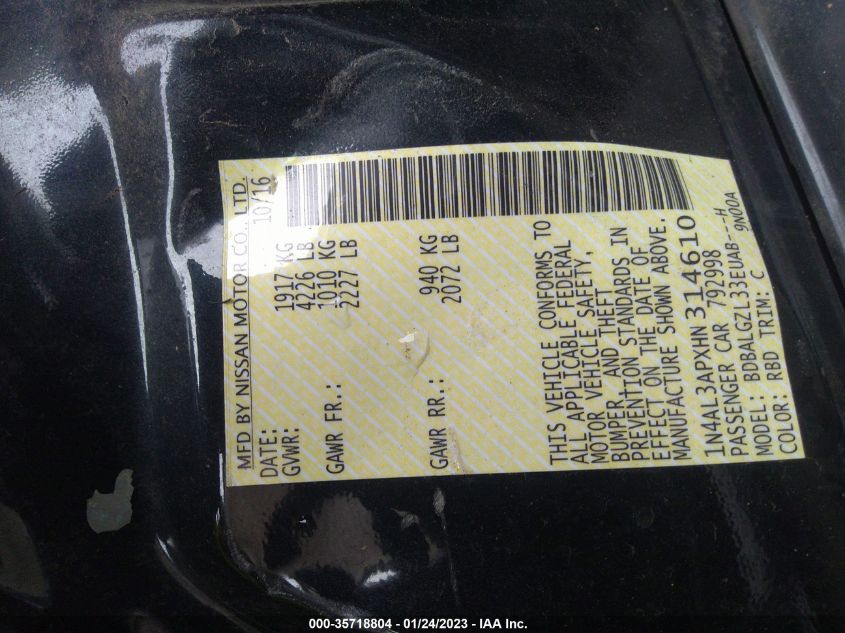 MFD BY NISSAN MOTOR CO., LTD.
DATE: 10/16
GVWR: 1917 KG
4226 LB
GAWR FR.: 1010 KG
2227 LB
GAWR RR.: 940 KG
2072 LB
THIS VEHICLE CONFORMS TO
ALL APPLICABLE FEDERAL
MOTOR VEHICLE SAFETY,
BUMPER, AND THEFT
PREVENTION STANDARDS IN
EFFECT ON THE DATE OF
MANUFACTURE SHOWN ABOVE.
1N4AL3APXHN314610
PASSENGER CAR 792998
MODEL: BDBALGZL33EUAB---H
COLOR: RBD TRIM: C 9N00A
000-35718804 / 01/24/2023 - IAA Inc.